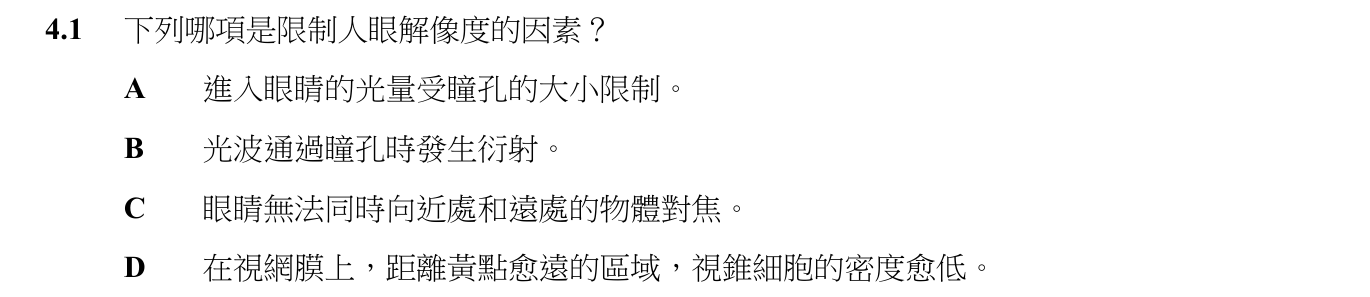 4.1 下列哪項是限制人眼解像度的因素？
A 進入眼睛的光量受瞳孔的大小限制。
B 光波通過瞳孔時發生衍射。
C 眼睛無法同時向近處和遠處的物體對焦。
D 在視網膜上，距離黃點愈遠的區域，視錐細胞的密度愈低。